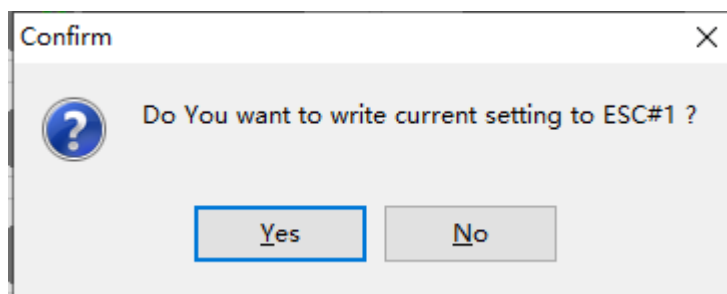 Confirm
Do You want to write current setting to ESC#1 ?
Yes
No